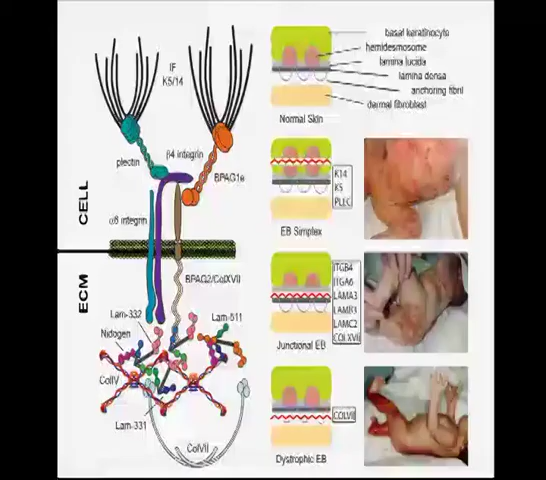 IF
K5/14
plectin
β4 integrin
BPAG1e
CELL
α6 integrin
ECM
BPAG2/ColXVII
Lam-332
Lam-511
Nidogen
ColIV
Lam-331
ColVII
basal keratinocyte
hemidesmosome
lamina lucida
lamina densa
anchoring fibril
dermal fibroblast
Normal Skin
K14
K5
PLEC
EB Simplex
ITGB4
ITGA6
LAMA3
LAMB3
LAMC2
COLXVII
Junctional EB
COLVII
Dystrophic EB